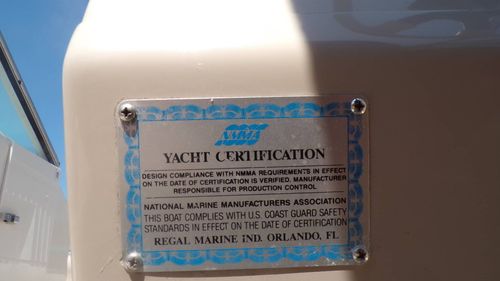 NMMA
YACHT CERTIFICATION
DESIGN COMPLIANCE WITH NMMA REQUIREMENTS IN EFFECT
ON THE DATE OF CERTIFICATION IS VERIFIED. MANUFACTURER
RESPONSIBLE FOR PRODUCTION CONTROL.
NATIONAL MARINE MANUFACTURERS ASSOCIATION
THIS BOAT COMPLIES WITH U.S. COAST GUARD SAFETY
STANDARDS IN EFFECT ON THE DATE OF CERTIFICATION
REGAL MARINE IND. ORLANDO, FL